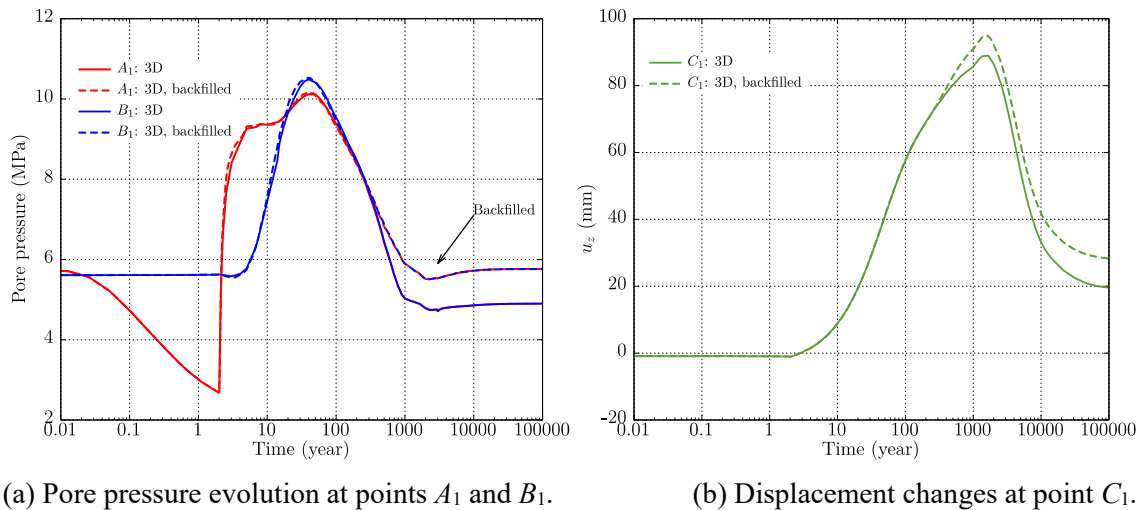 12
10
8
6
4
2
Pore pressure (MPa)
A₁: 3D
A₁: 3D, backfilled
B₁: 3D
B₁: 3D, backfilled
Backfilled
0.01 0.1 1 10 100 1000 10000 100000
Time (year)
100
80
60
40
20
0
-20
u_z (mm)
C₁: 3D
C₁: 3D, backfilled
0.01 0.1 1 10 100 1000 10000 100000
Time (year)
(a) Pore pressure evolution at points A₁ and B₁.
(b) Displacement changes at point C₁.